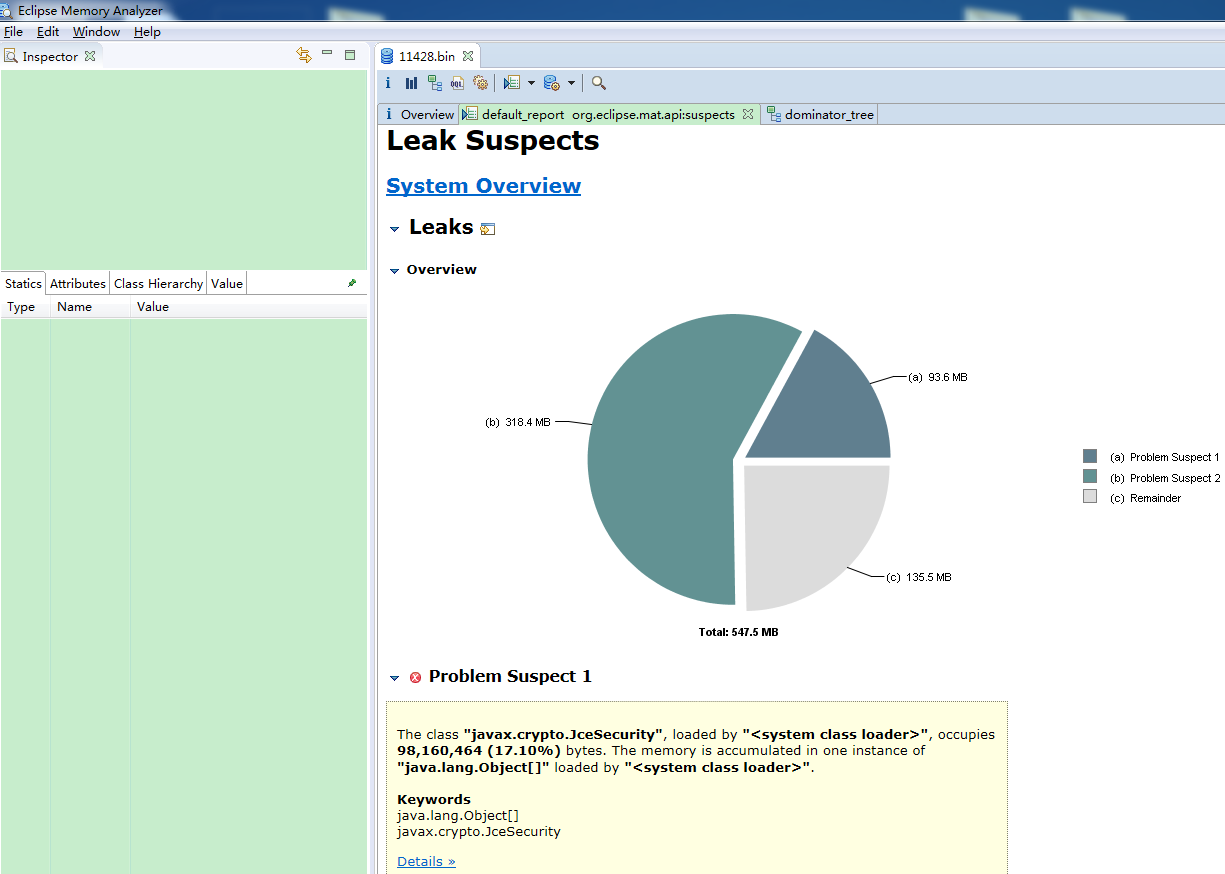 Eclipse Memory Analyzer
File Edit Window Help
Inspector
11428.bin
i Overview default_report org.eclipse.mat.api:suspects dominator_tree
Leak Suspects
System Overview
Leaks
Overview
(a) 93.6 MB
(b) 318.4 MB
(c) 135.5 MB
Total: 547.5 MB
(a) Problem Suspect 1
(b) Problem Suspect 2
(c) Remainder
Statics Attributes Class Hierarchy Value
Type Name Value
Problem Suspect 1
The class "javax.crypto.JceSecurity", loaded by "<system class loader>", occupies
98,160,464 (17.10%) bytes. The memory is accumulated in one instance of
"java.lang.Object[]" loaded by "<system class loader>".
Keywords
java.lang.Object[]
javax.crypto.JceSecurity
Details »